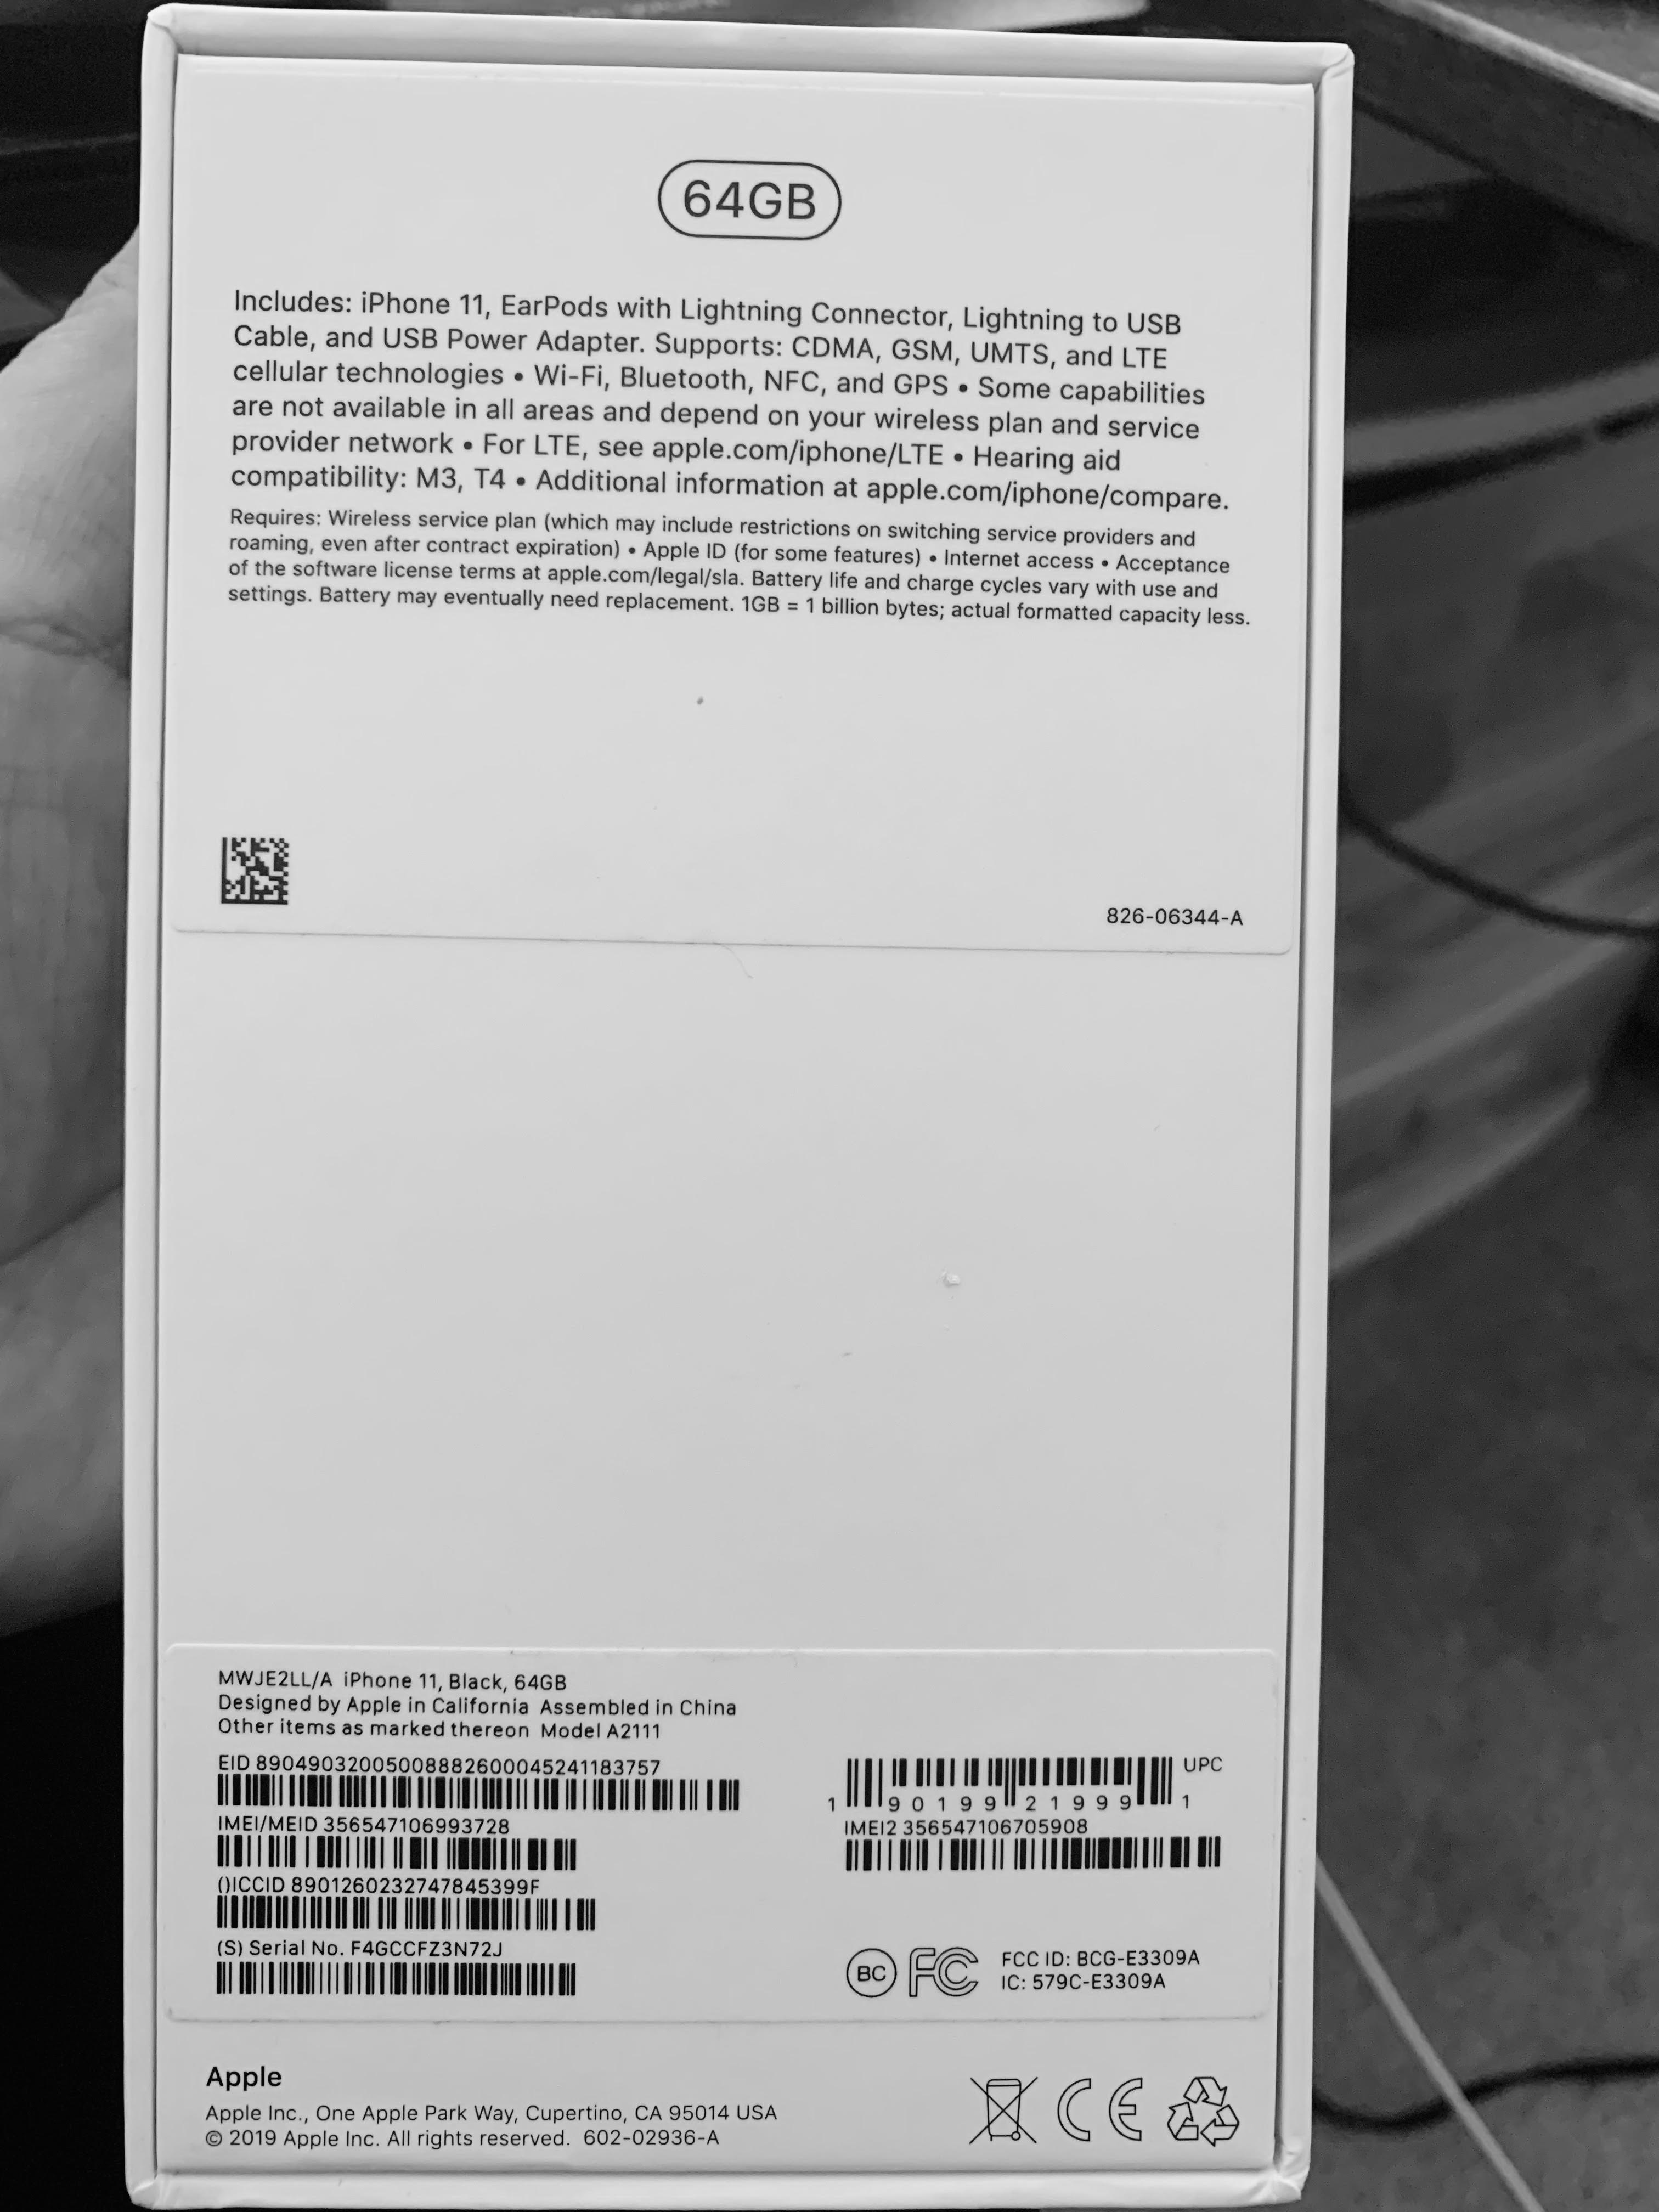 64GB
Includes: iPhone 11, EarPods with Lightning Connector, Lightning to USB
Cable, and USB Power Adapter. Supports: CDMA, GSM, UMTS, and LTE
cellular technologies • Wi-Fi, Bluetooth, NFC, and GPS • Some capabilities
are not available in all areas and depend on your wireless plan and service
provider network • For LTE, see apple.com/iphone/LTE • Hearing aid
compatibility: M3, T4 • Additional information at apple.com/iphone/compare.
Requires: Wireless service plan (which may include restrictions on switching service providers and
roaming, even after contract expiration) • Apple ID (for some features) • Internet access • Acceptance
of the software license terms at apple.com/legal/sla. Battery life and charge cycles vary with use and
settings. Battery may eventually need replacement. 1GB = 1 billion bytes; actual formatted capacity less.
826-06344-A
MWJE2LL/A iPhone 11, Black, 64GB
Designed by Apple in California Assembled in China
Other items as marked thereon Model A2111
EID 89049032005008882600045241183757
UPC
1 90199 21999 1
IMEI/MEID 356547106993728
IMEI2 356547106705908
()ICCID 8901260232747845399F
(S) Serial No. F4GCCFZ3N72J
BC FC
FCC ID: BCG-E3309A
IC: 579C-E3309A
Apple
Apple Inc., One Apple Park Way, Cupertino, CA 95014 USA
© 2019 Apple Inc. All rights reserved. 602-02936-A
CE